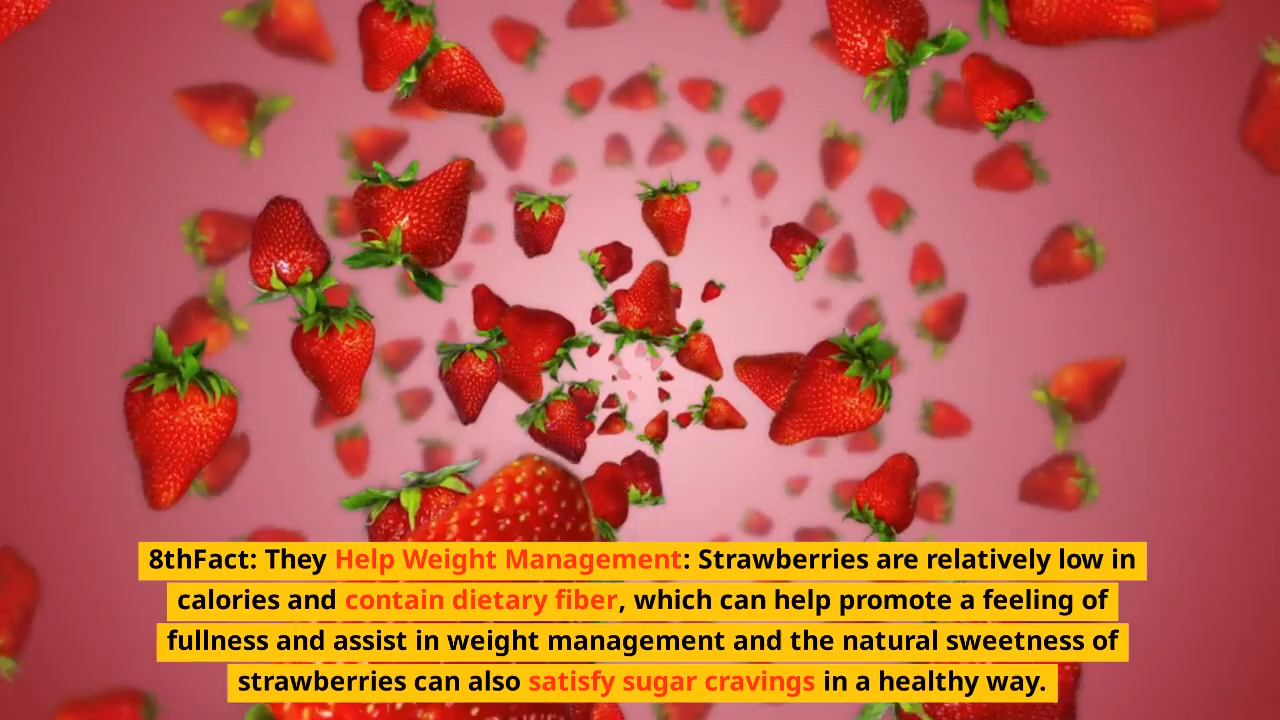 8thFact: They Help Weight Management: Strawberries are relatively low in
calories and contain dietary fiber, which can help promote a feeling of
fullness and assist in weight management and the natural sweetness of
strawberries can also satisfy sugar cravings in a healthy way.